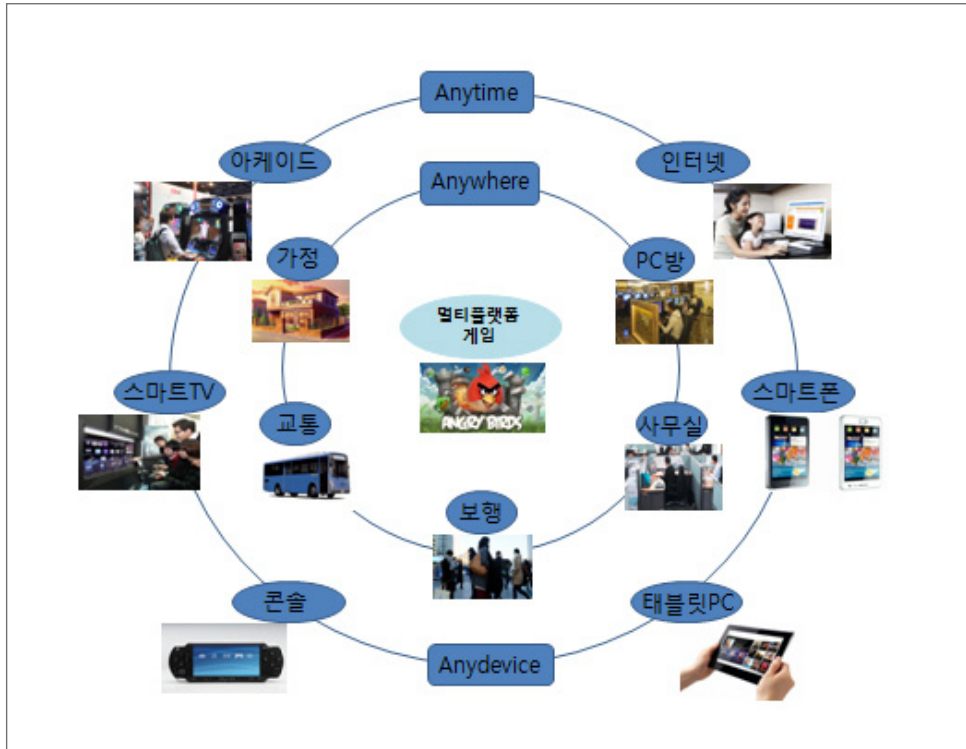 Anytime
아케이드
인터넷
Anywhere
가정
PC방
멀티플랫폼
게임
ANGRY BIRDS
스마트TV
스마트폰
교통
사무실
보행
콘솔
태블릿PC
Anydevice